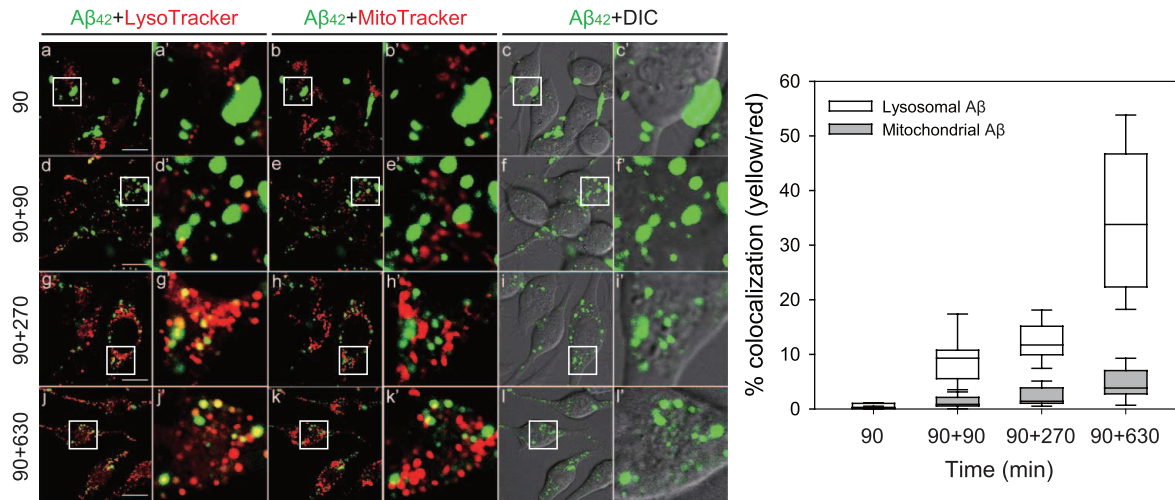 Aβ42+LysoTracker Aβ42+MitoTracker Aβ42+DIC
90 a a' b b' c c'
90+90 d d' e e' f f'
90+270 g g' h h' i i'
90+630 j j' k k' l l'
% colocalization (yellow/red)
60
50
40
30
20
10
0
Lysosomal Aβ
Mitochondrial Aβ
90 90+90 90+270 90+630
Time (min)